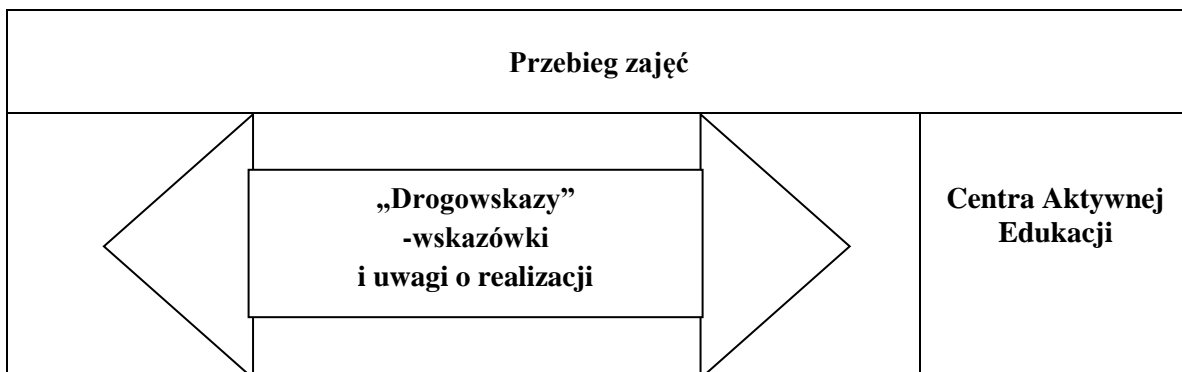 Przebieg zajęć
„Drogowskazy”
-wskazówki
i uwagi o realizacji
Centra Aktywnej
Edukacji